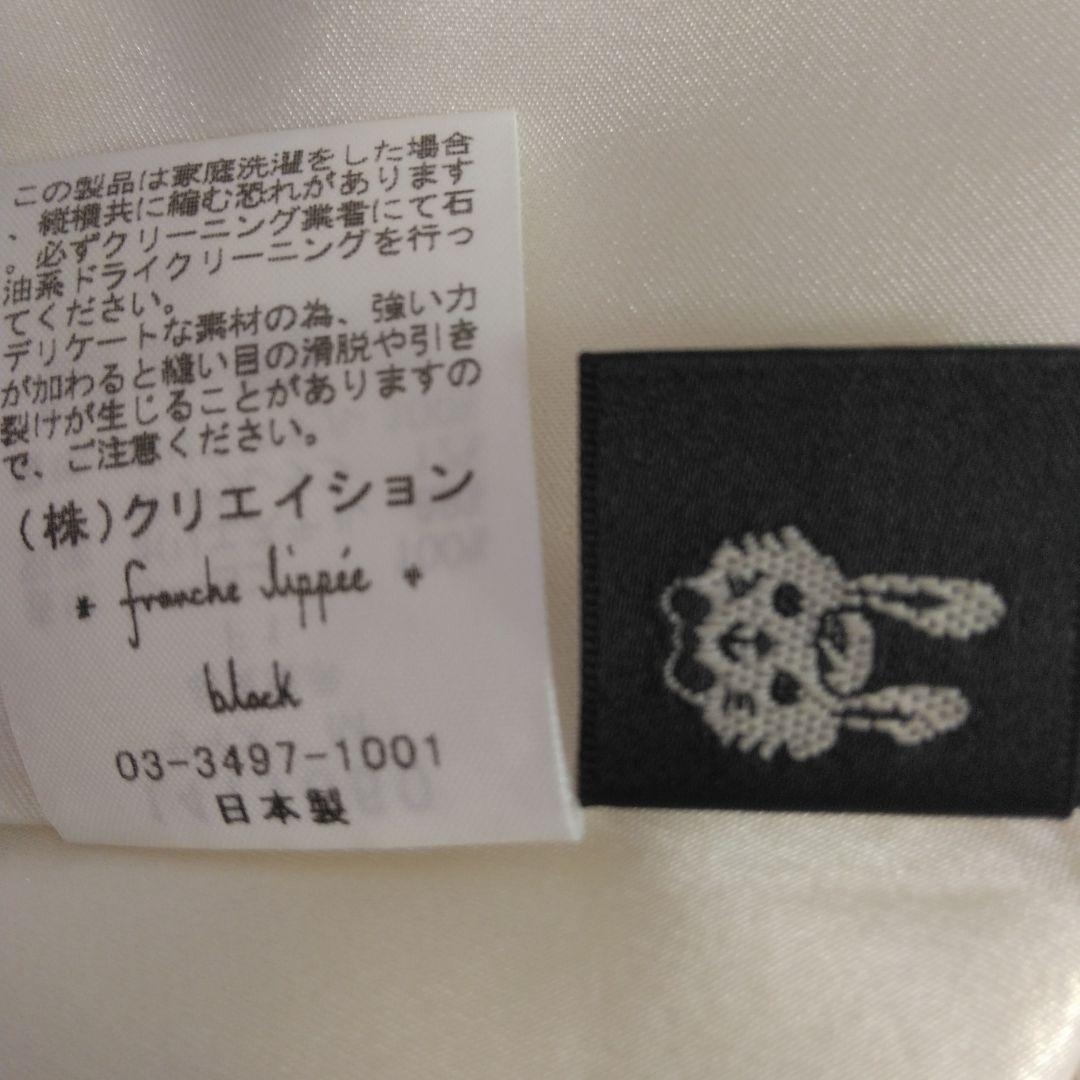 この製品は家庭洗濯をした場合
、縦横共に縮む恐れがあります
。必ずクリーニング業者にて石
油系ドライクリーニングを行っ
てください。
デリケートな素材の為、強い力
が加わると縫い目の滑脱や引き
裂けが生じることがありますの
で、ご注意ください。
(株)クリエイション
* franche lippée *
black
03-3497-1001
日本製